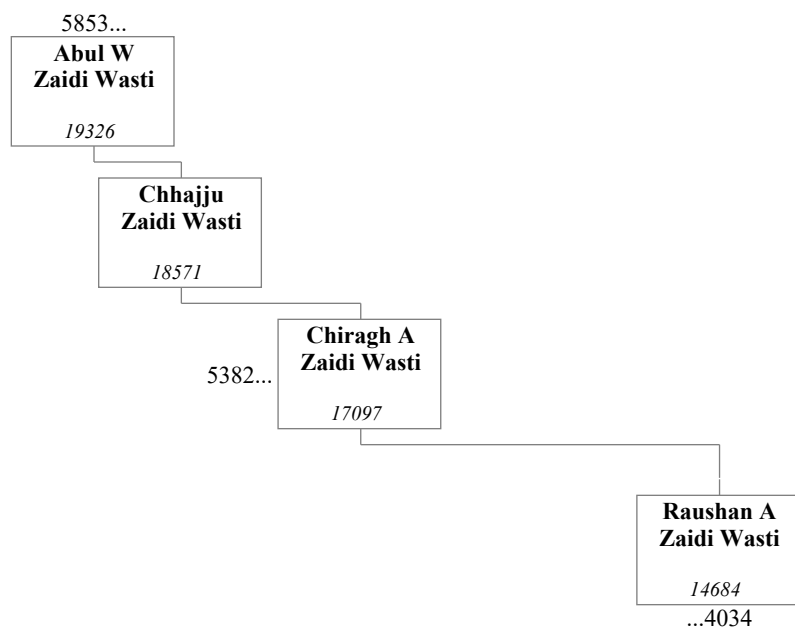 5853...
Abul W
Zaidi Wasti
19326
Chhajju
Zaidi Wasti
18571
Chiragh A
Zaidi Wasti
5382...
17097
Raushan A
Zaidi Wasti
14684
...4034